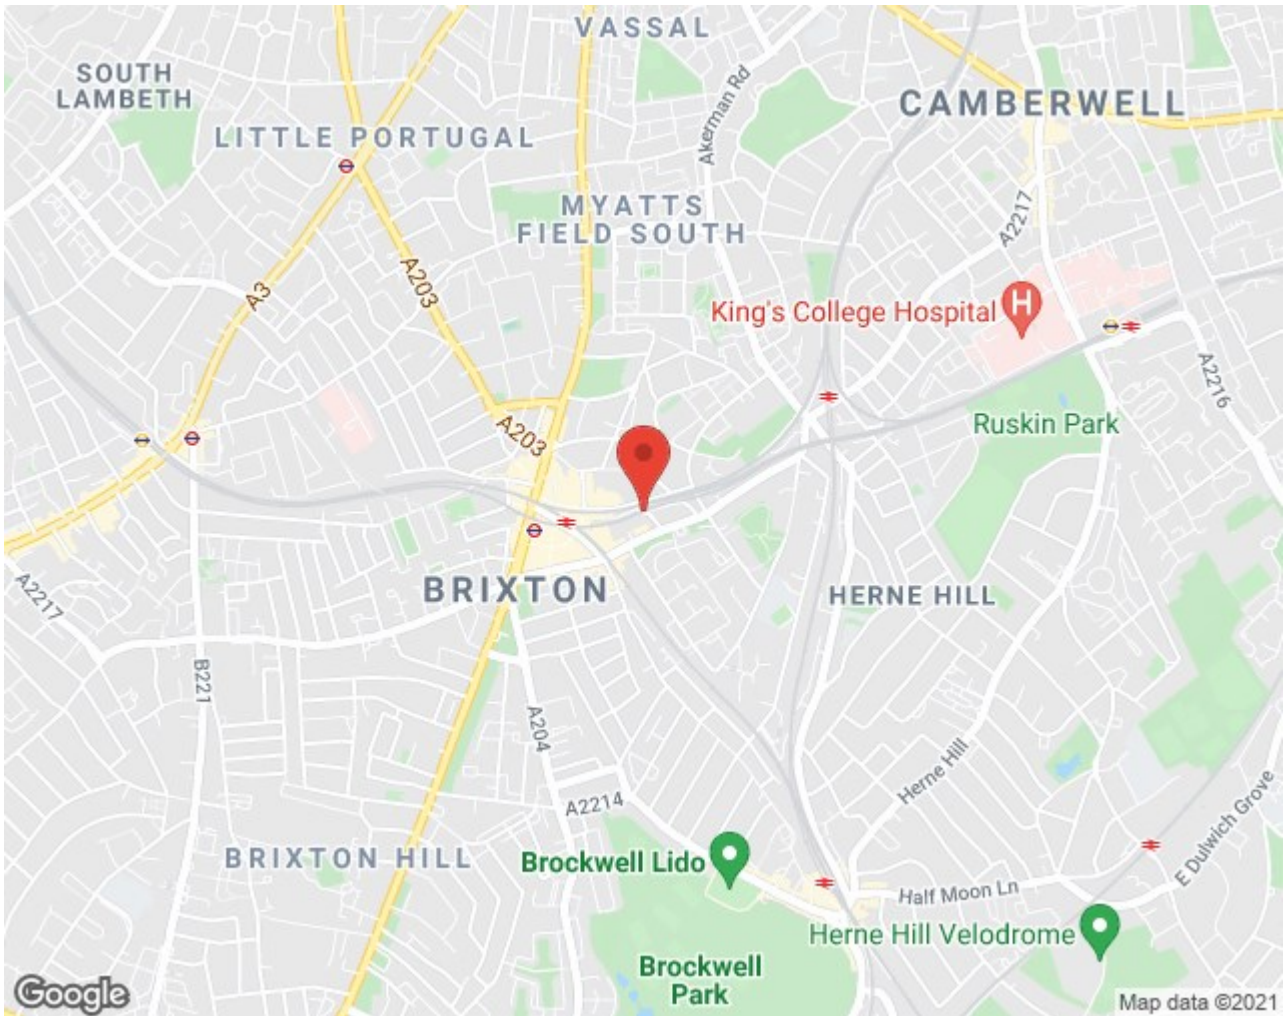 VASSAL
SOUTH
LAMBETH
Akerman Rd
CAMBERWELL
LITTLE PORTUGAL
MYATTS
FIELD SOUTH
A2217
A203
A3
King's College Hospital
H
A2216
A203
Ruskin Park
A2217
BRIXTON
HERNE HILL
B221
A204
Herne Hill
A2214
E Dulwich Grove
BRIXTON HILL
Brockwell Lido
Half Moon Ln
Herne Hill Velodrome
Brockwell
Park
Google
Map data ©2021